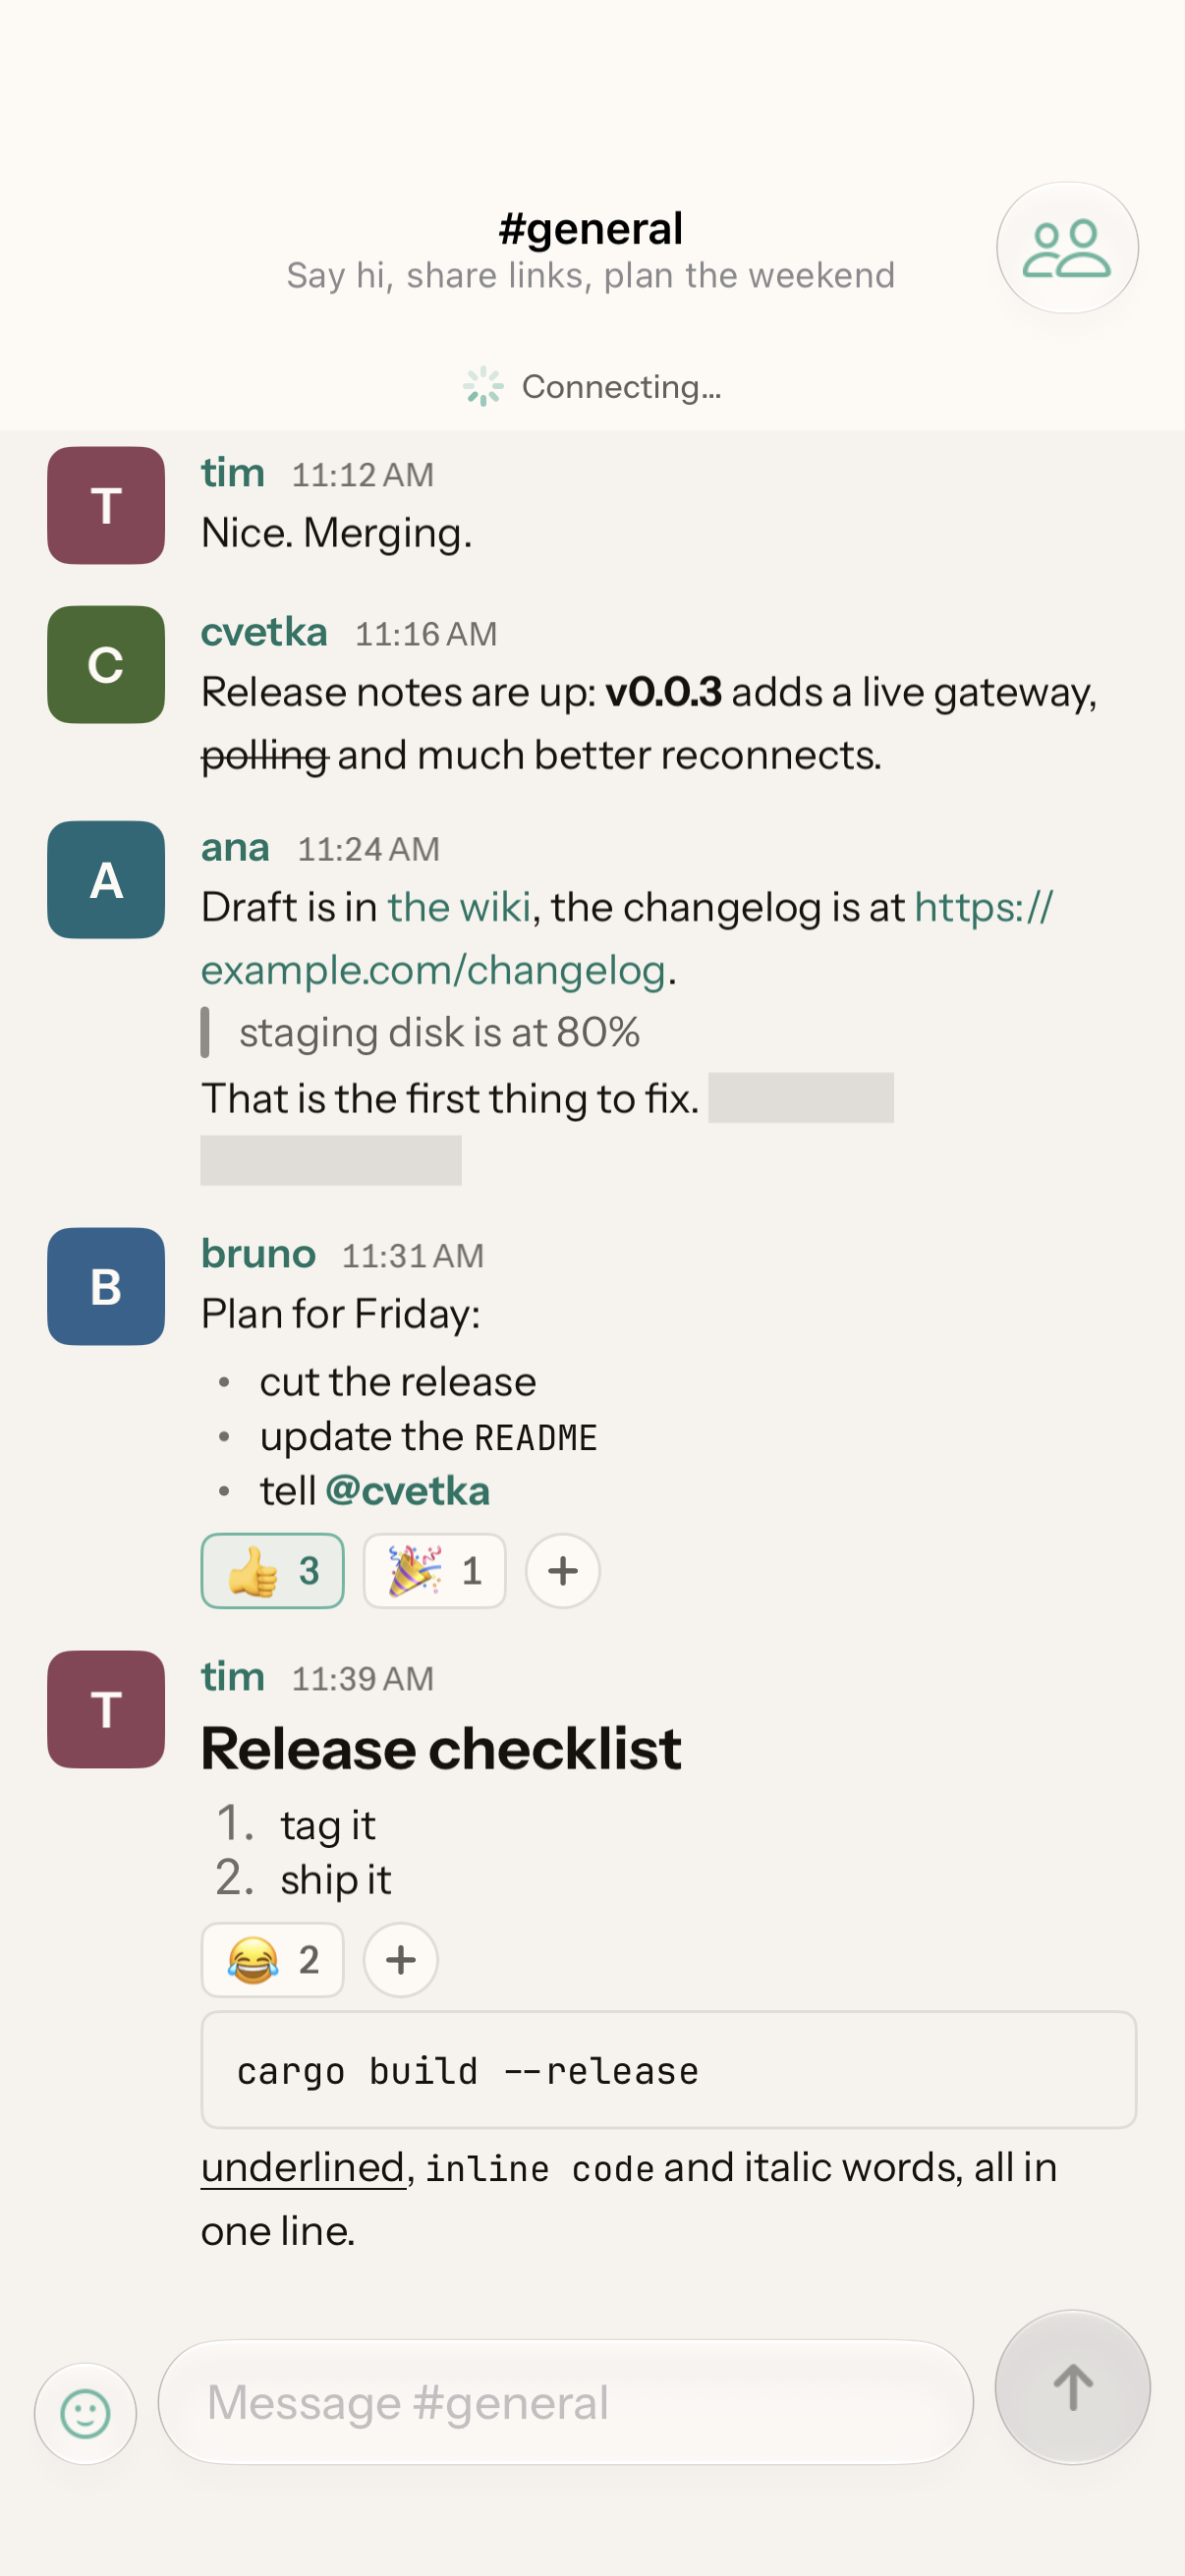 #general
Say hi, share links, plan the weekend
Connecting…
T
tim 11:12 AM
Nice. Merging.
C
cvetka 11:16 AM
Release notes are up: v0.0.3 adds a live gateway,
polling and much better reconnects.
A
ana 11:24 AM
Draft is in the wiki, the changelog is at https://
example.com/changelog.
staging disk is at 80%
That is the first thing to fix.
B
bruno 11:31 AM
Plan for Friday:
• cut the release
• update the README
• tell @cvetka
👍 3 🎉 1 +
T
tim 11:39 AM
Release checklist
1. tag it
2. ship it
😂 2 +
cargo build --release
underlined, inline code and italic words, all in
one line.
Message #general